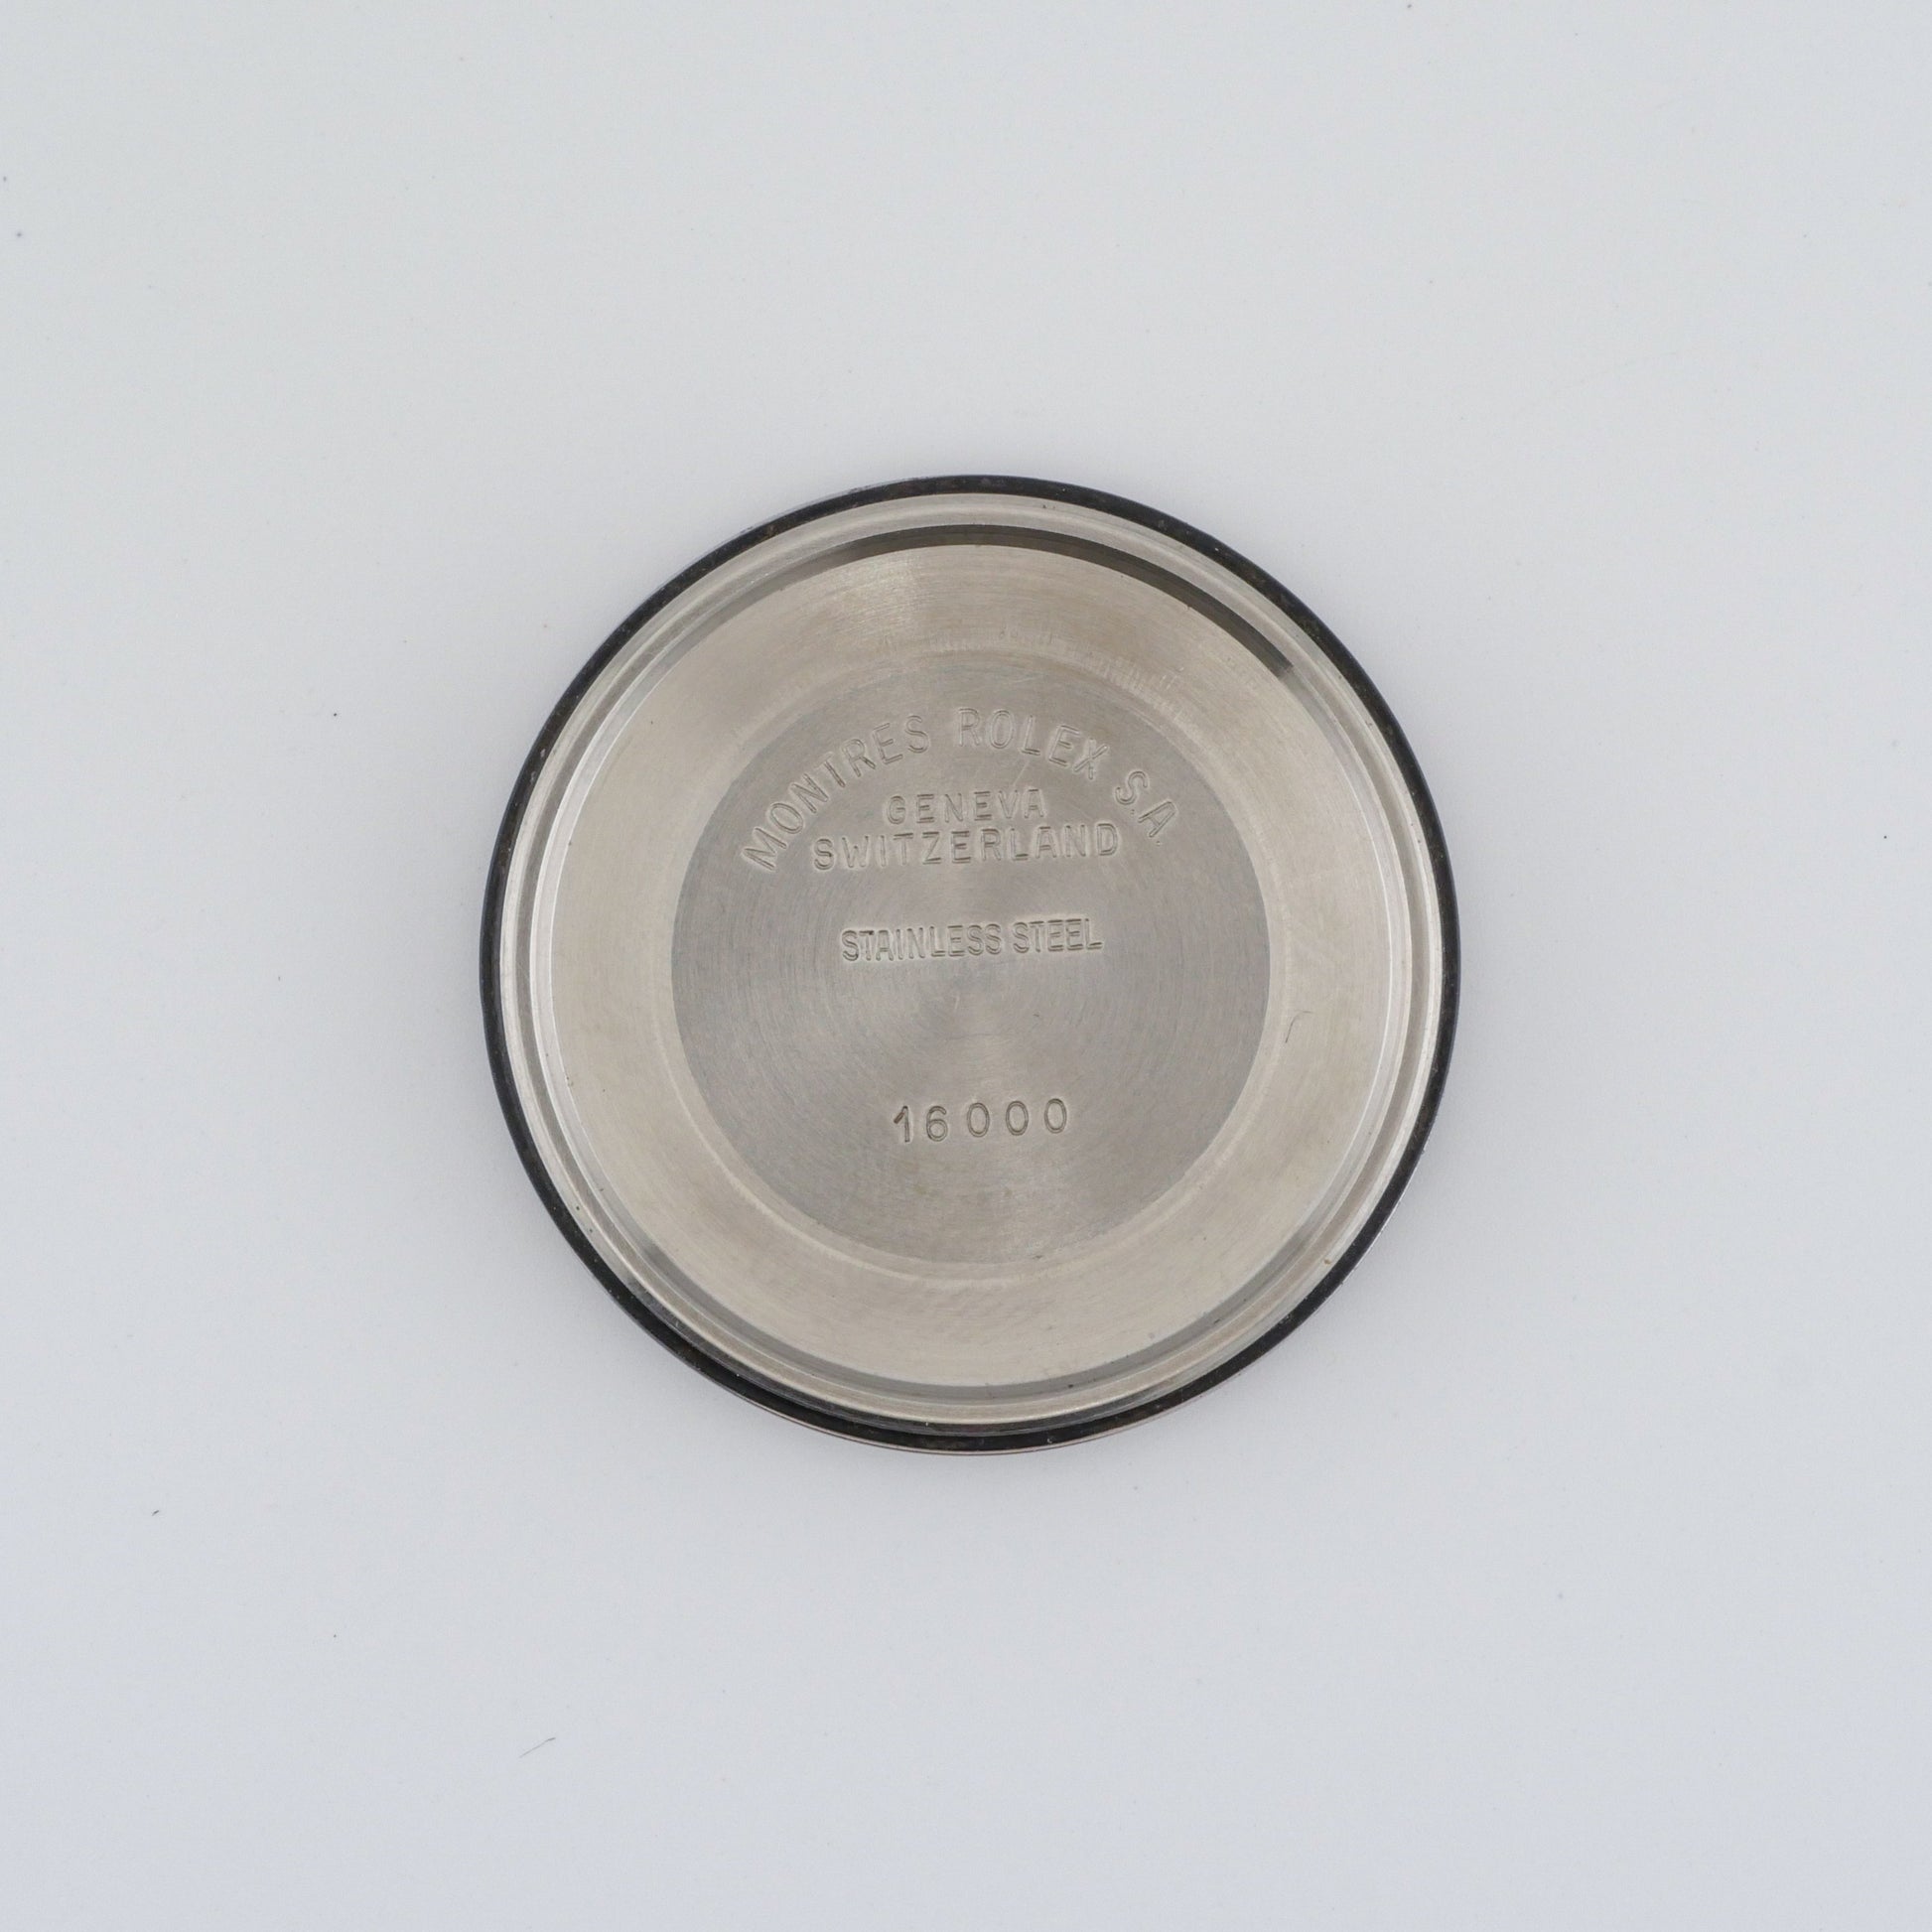 MONTRES ROLEX S.A.
GENEVA
SWITZERLAND
STAINLESS STEEL
16000